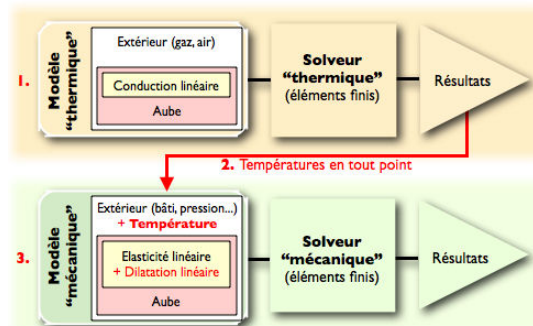 1.
Modèle
"thermique"
Extérieur (gaz, air)
Conduction linéaire
Aube
Solveur
"thermique"
(éléments finis)
Résultats
2. Températures en tout point
3.
Modèle
"mécanique"
Extérieur (bâti, pression...)
+ Température
Elasticité linéaire
+ Dilatation linéaire
Aube
Solveur
"mécanique"
(éléments finis)
Résultats